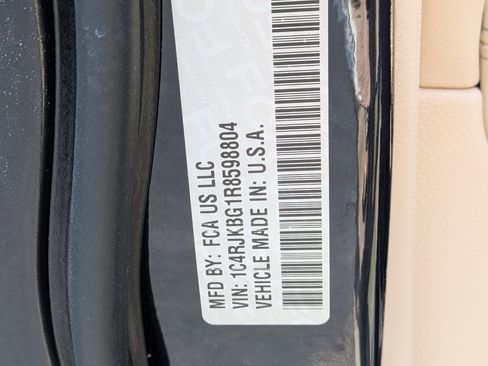 MFD BY: FCA US LLC
VIN: 1C4RJKBG1R8598804
VEHICLE MADE IN: U.S.A.